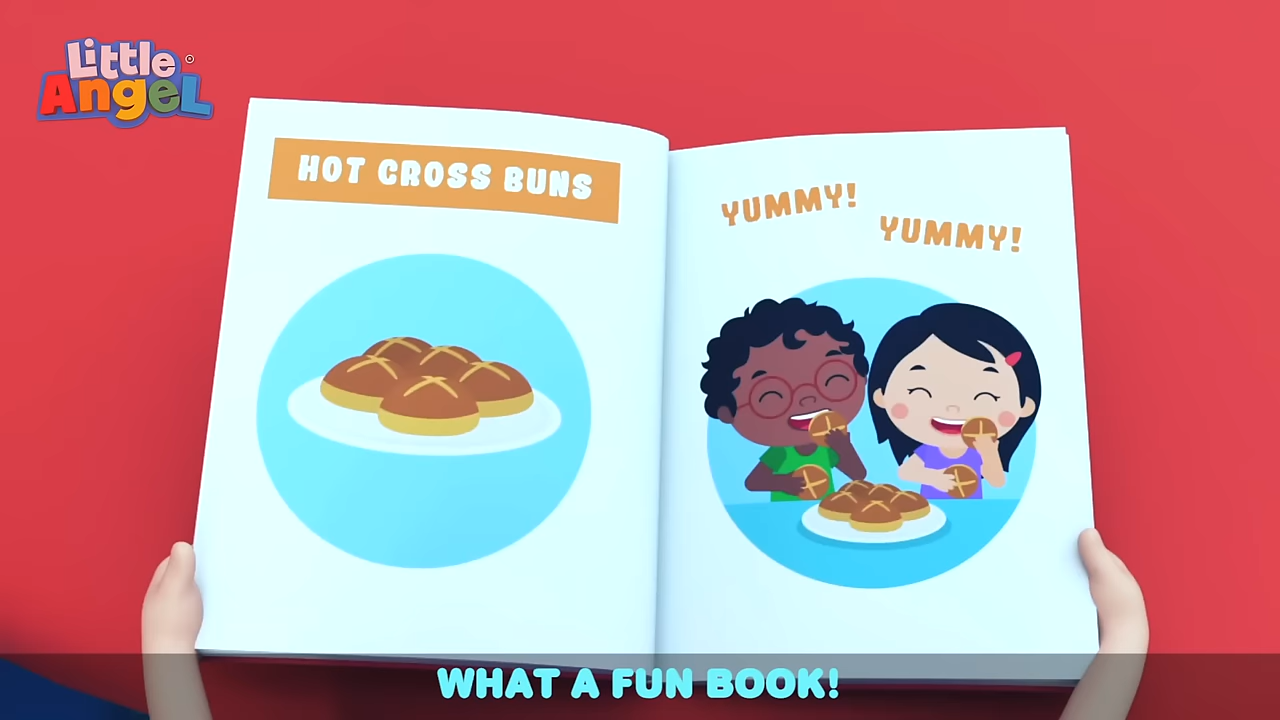 Little
Angel
HOT CROSS BUNS
YUMMY!
YUMMY!
WHAT A FUN BOOK!